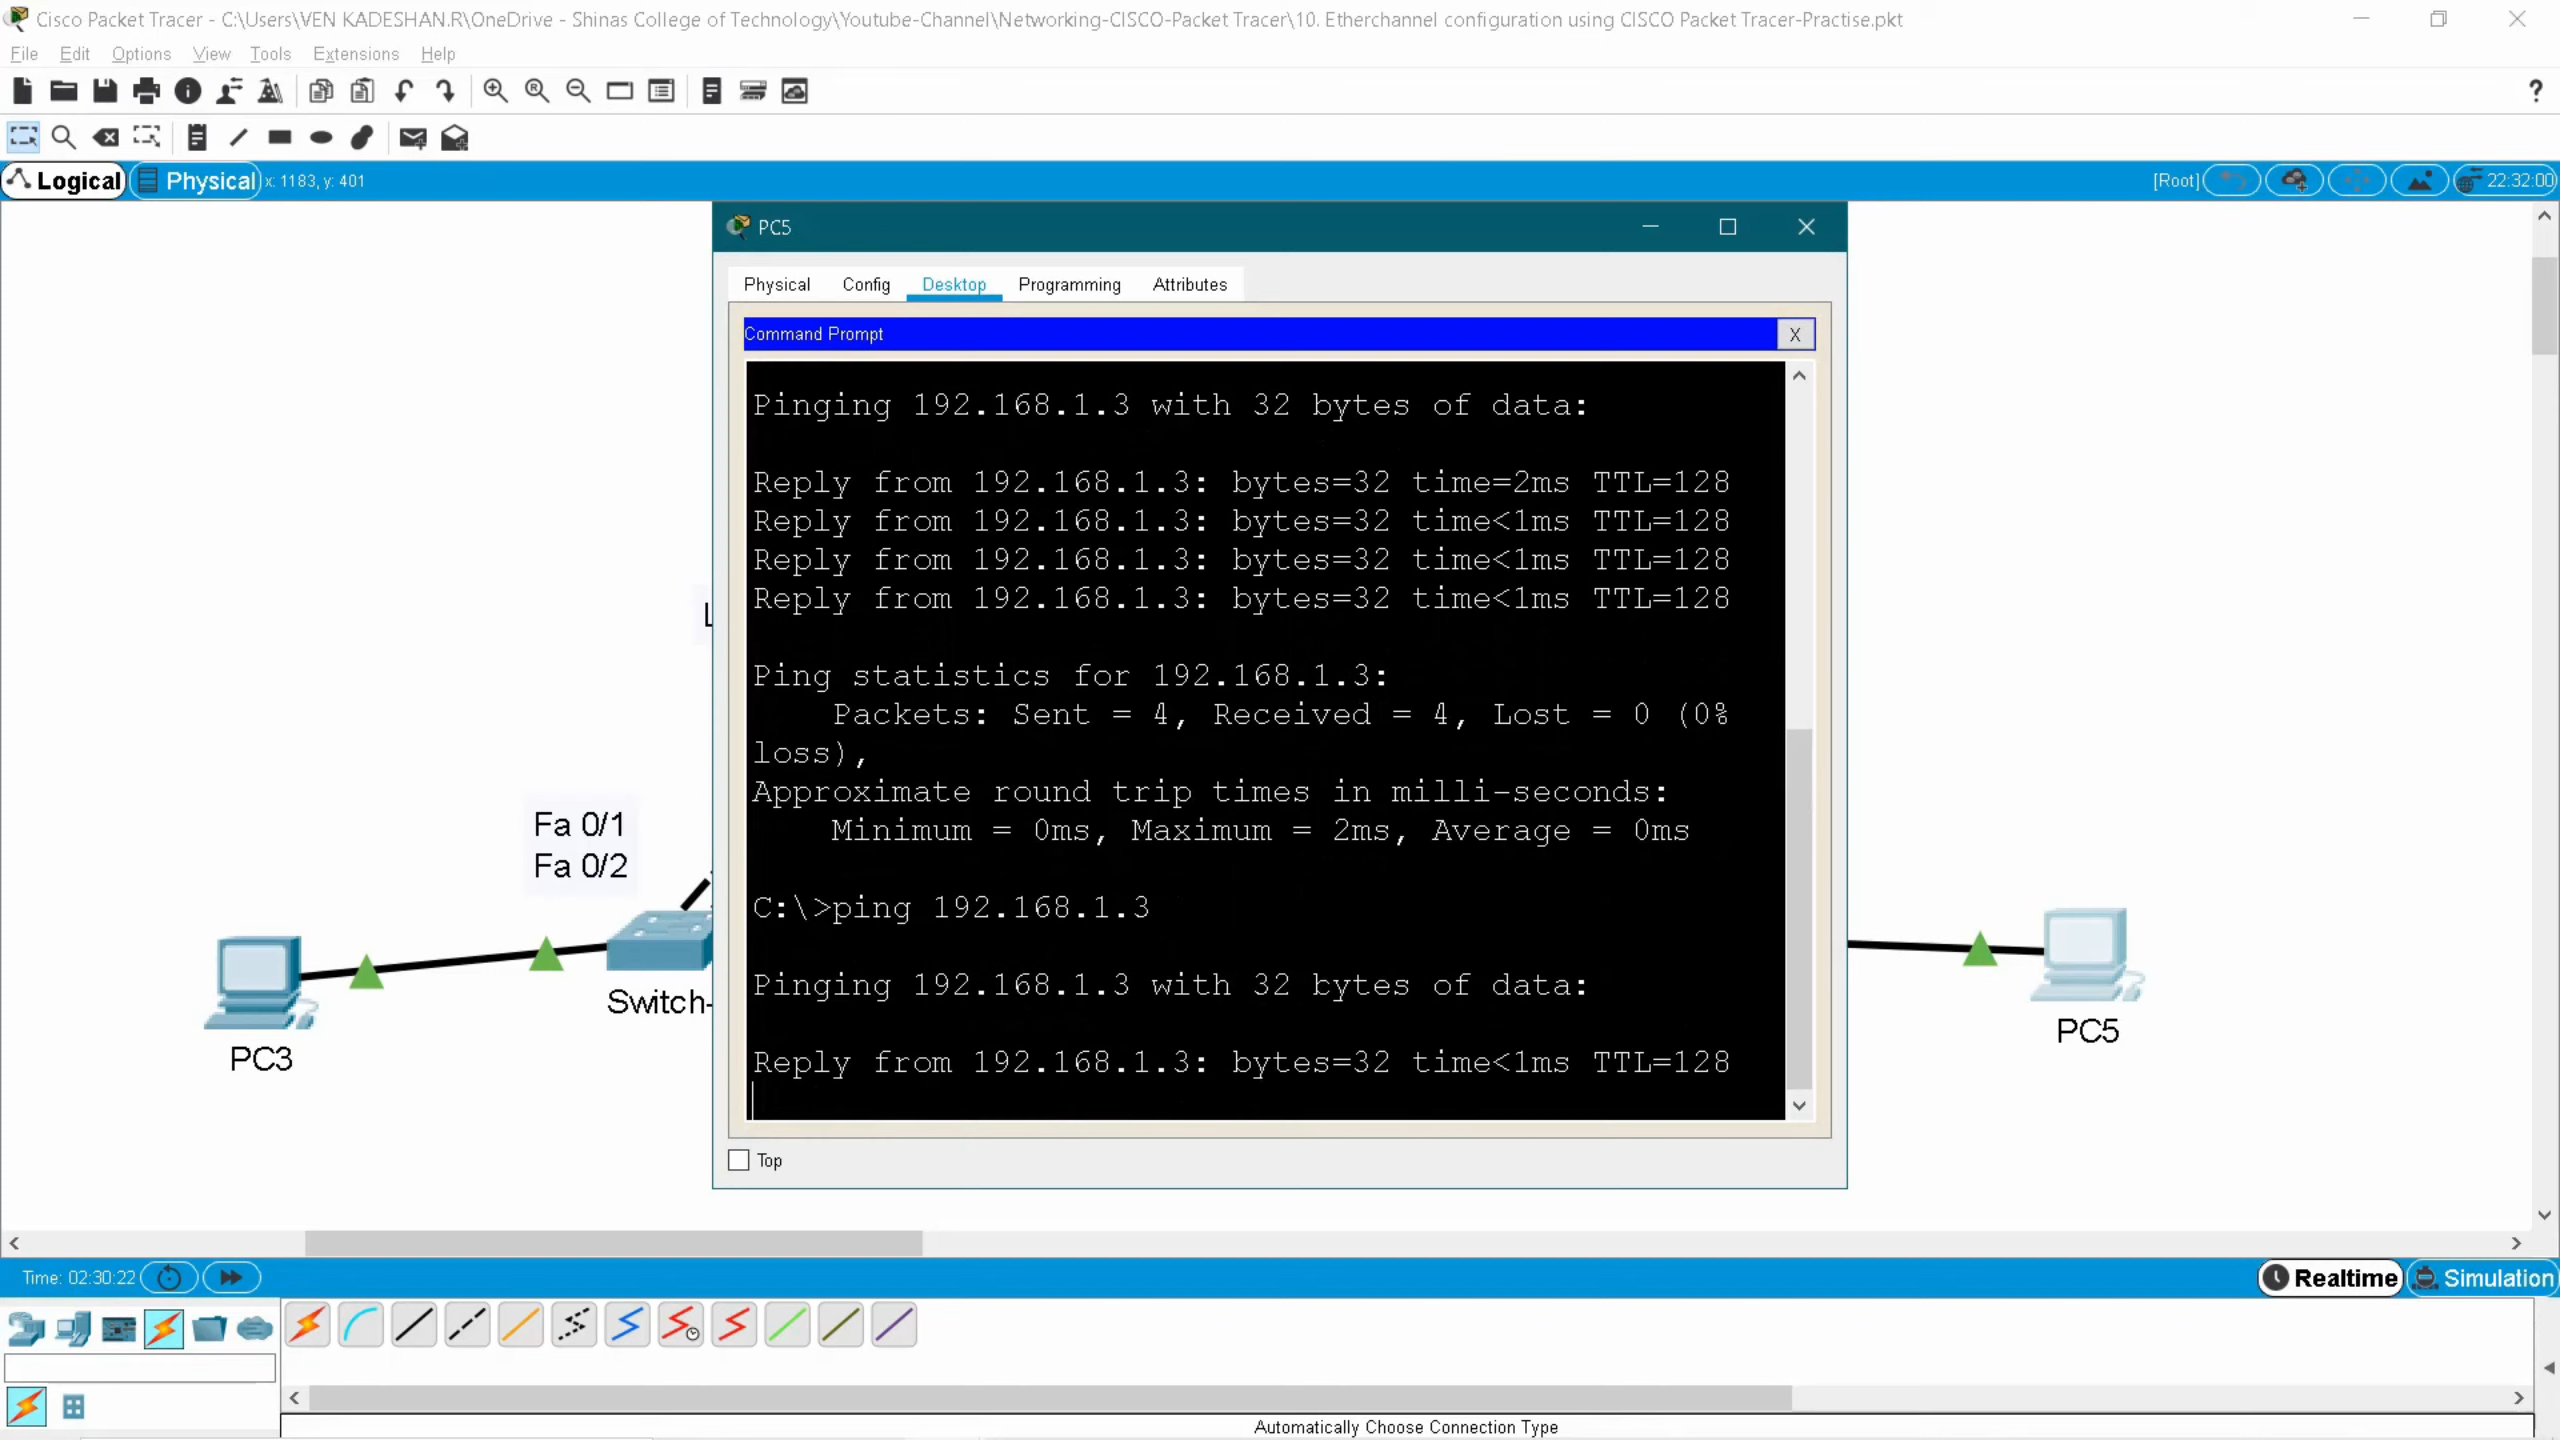 Cisco Packet Tracer - C:\Users\VEN KADESHAN.R\OneDrive - Shinas College of Technology\Youtube-Channel\Networking-CISCO-Packet Tracer\10. Etherchannel configuration using CISCO Packet Tracer-Practise.pkt
File Edit Options View Tools Extensions Help
?
Logical Physical x: 1183, y: 401 [Root] 22:32:00
PC5
Physical Config Desktop Programming Attributes
Command Prompt X
Pinging 192.168.1.3 with 32 bytes of data:
Reply from 192.168.1.3: bytes=32 time=2ms TTL=128
Reply from 192.168.1.3: bytes=32 time<1ms TTL=128
Reply from 192.168.1.3: bytes=32 time<1ms TTL=128
Reply from 192.168.1.3: bytes=32 time<1ms TTL=128
Ping statistics for 192.168.1.3:
Packets: Sent = 4, Received = 4, Lost = 0 (0%
loss),
Approximate round trip times in milli-seconds:
Minimum = 0ms, Maximum = 2ms, Average = 0ms
C:\>ping 192.168.1.3
Pinging 192.168.1.3 with 32 bytes of data:
Reply from 192.168.1.3: bytes=32 time<1ms TTL=128
Top
Fa 0/1
Fa 0/2
Switch-
PC3
PC5
Time: 02:30:22 Realtime Simulation
Automatically Choose Connection Type